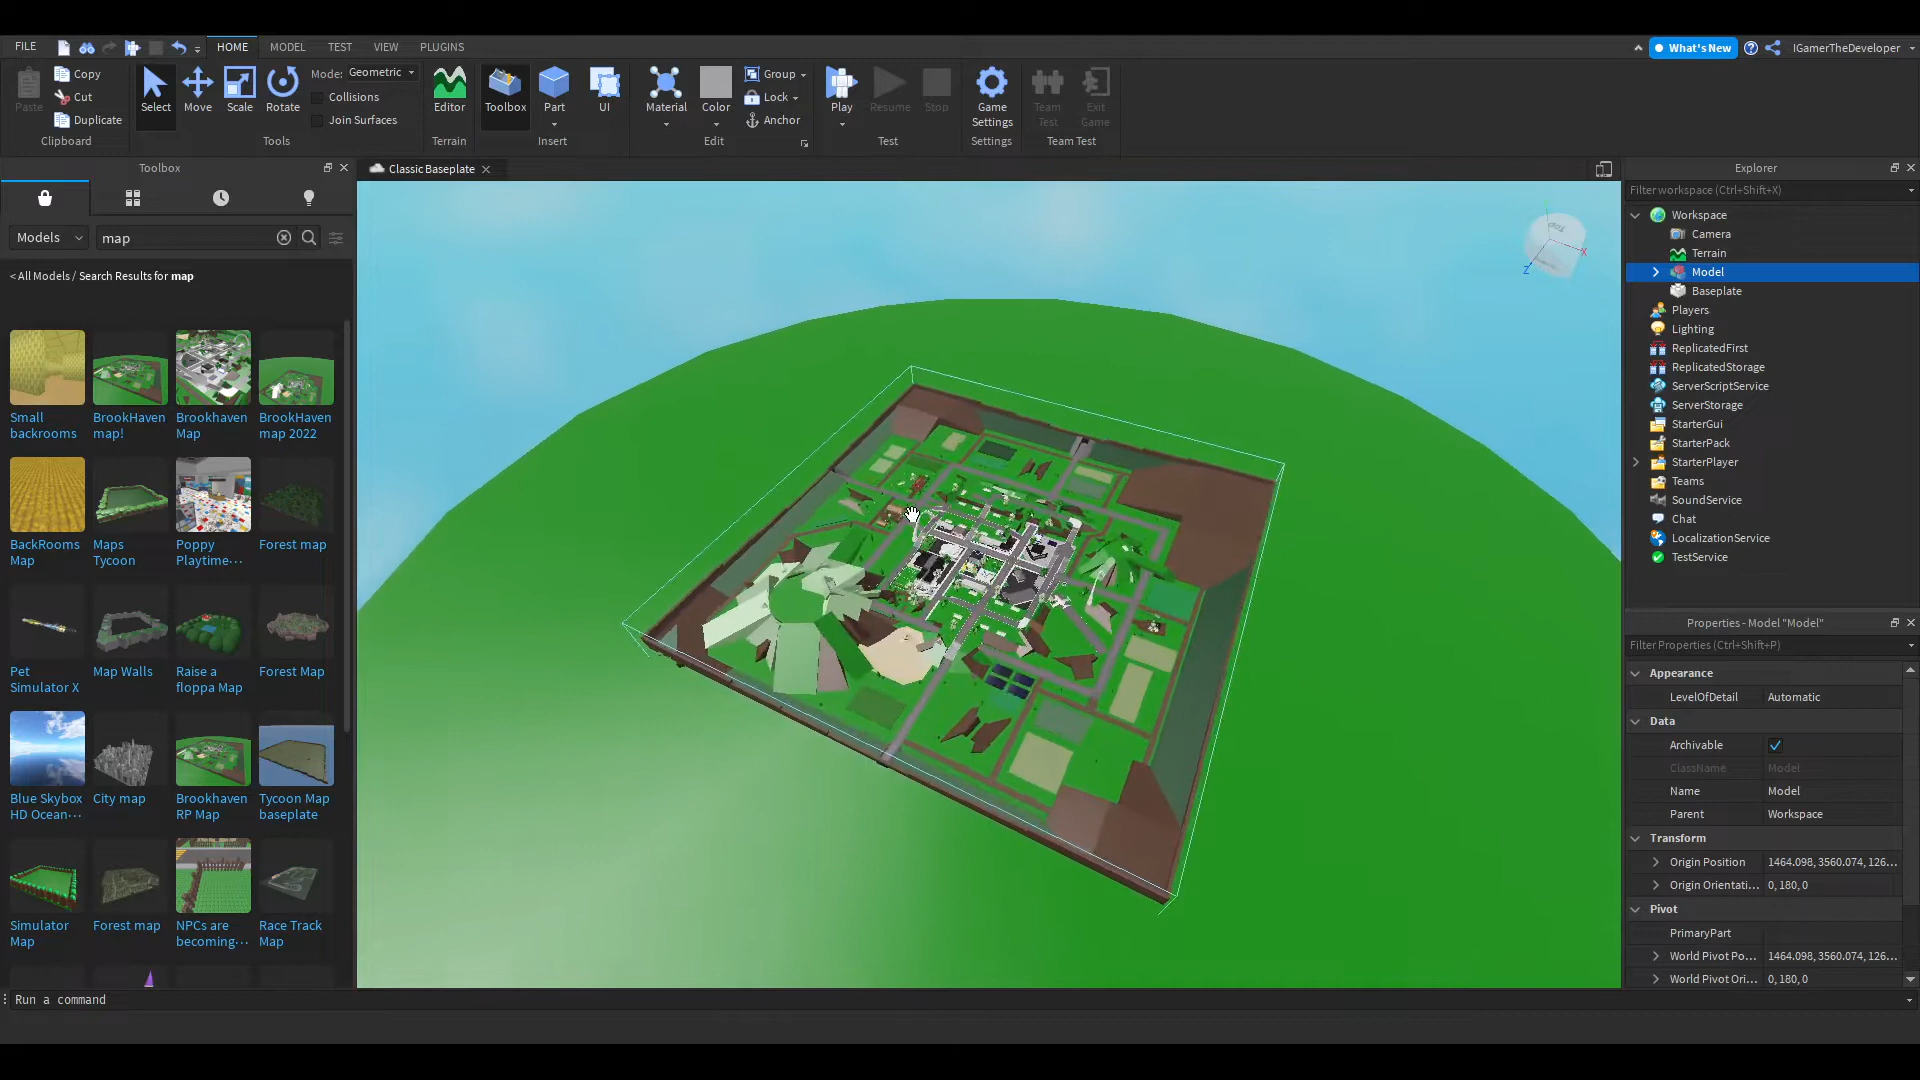 FILE
HOME
MODEL
TEST
VIEW
PLUGINS
What's New
IGamerTheDeveloper
Paste
Copy
Cut
Duplicate
Clipboard
Select
Move
Scale
Rotate
Mode: Geometric
Collisions
Join Surfaces
Tools
Editor
Terrain
Toolbox
Part
UI
Insert
Material
Color
Group
Lock
Anchor
Edit
Play
Resume
Stop
Test
Game
Settings
Settings
Team
Test
Exit
Game
Team Test
Toolbox
Models
map
< All Models / Search Results for map
Small
backrooms
BrookHaven
map!
Brookhaven
Map
BrookHaven
map 2022
BackRooms
Map
Maps
Tycoon
Poppy
Playtime...
Forest map
Pet
Simulator X
Map Walls
Raise a
floppa Map
Forest Map
Blue Skybox
HD Ocean...
City map
Brookhaven
RP Map
Tycoon Map
baseplate
Simulator
Map
Forest map
NPCs are
becoming...
Race Track
Map
Classic Baseplate
Top
X
Z
Explorer
Filter workspace (Ctrl+Shift+X)
Workspace
Camera
Terrain
Model
Baseplate
Players
Lighting
ReplicatedFirst
ReplicatedStorage
ServerScriptService
ServerStorage
StarterGui
StarterPack
StarterPlayer
Teams
SoundService
Chat
LocalizationService
TestService
Properties - Model "Model"
Filter Properties (Ctrl+Shift+P)
Appearance
LevelOfDetail Automatic
Data
Archivable
ClassName Model
Name Model
Parent Workspace
Transform
Origin Position 1464.098, 3560.074, 126...
Origin Orientati... 0, 180, 0
Pivot
PrimaryPart
World Pivot Po... 1464.098, 3560.074, 126...
World Pivot Ori... 0, 180, 0
Run a command